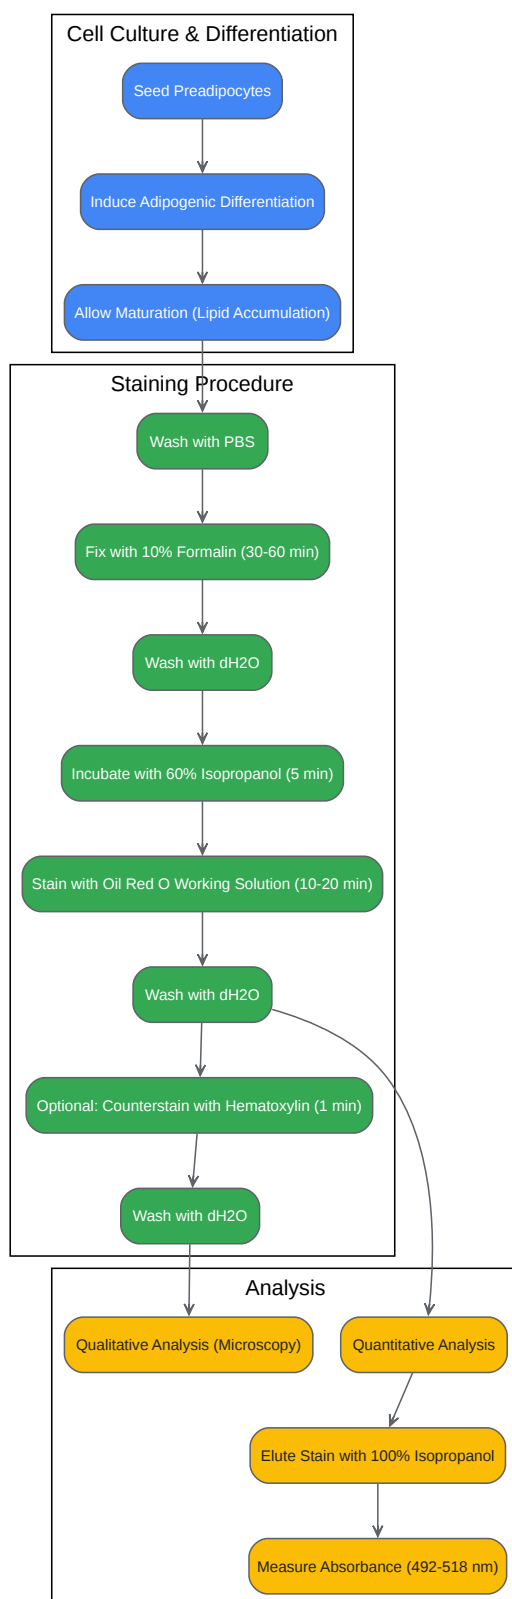 Cell Culture & Differentiation
Seed Preadipocytes
Induce Adipogenic Differentiation
Allow Maturation (Lipid Accumulation)
Staining Procedure
Wash with PBS
Fix with 10% Formalin (30-60 min)
Wash with dH2O
Incubate with 60% Isopropanol (5 min)
Stain with Oil Red O Working Solution (10-20 min)
Wash with dH2O
Optional: Counterstain with Hematoxylin (1 min)
Wash with dH2O
Analysis
Qualitative Analysis (Microscopy)
Quantitative Analysis
Elute Stain with 100% Isopropanol
Measure Absorbance (492-518 nm)